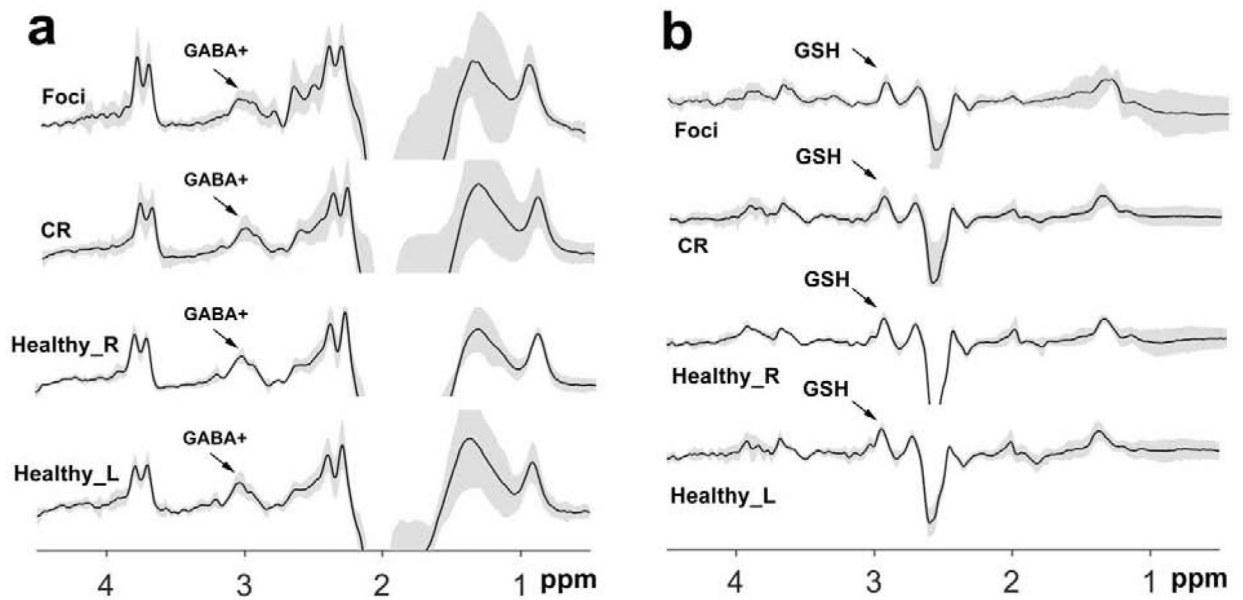 a
GABA+
Foci
GABA+
CR
GABA+
Healthy_R
GABA+
Healthy_L
4 3 2 1 ppm
b
GSH
Foci
GSH
CR
GSH
Healthy_R
GSH
Healthy_L
4 3 2 1 ppm